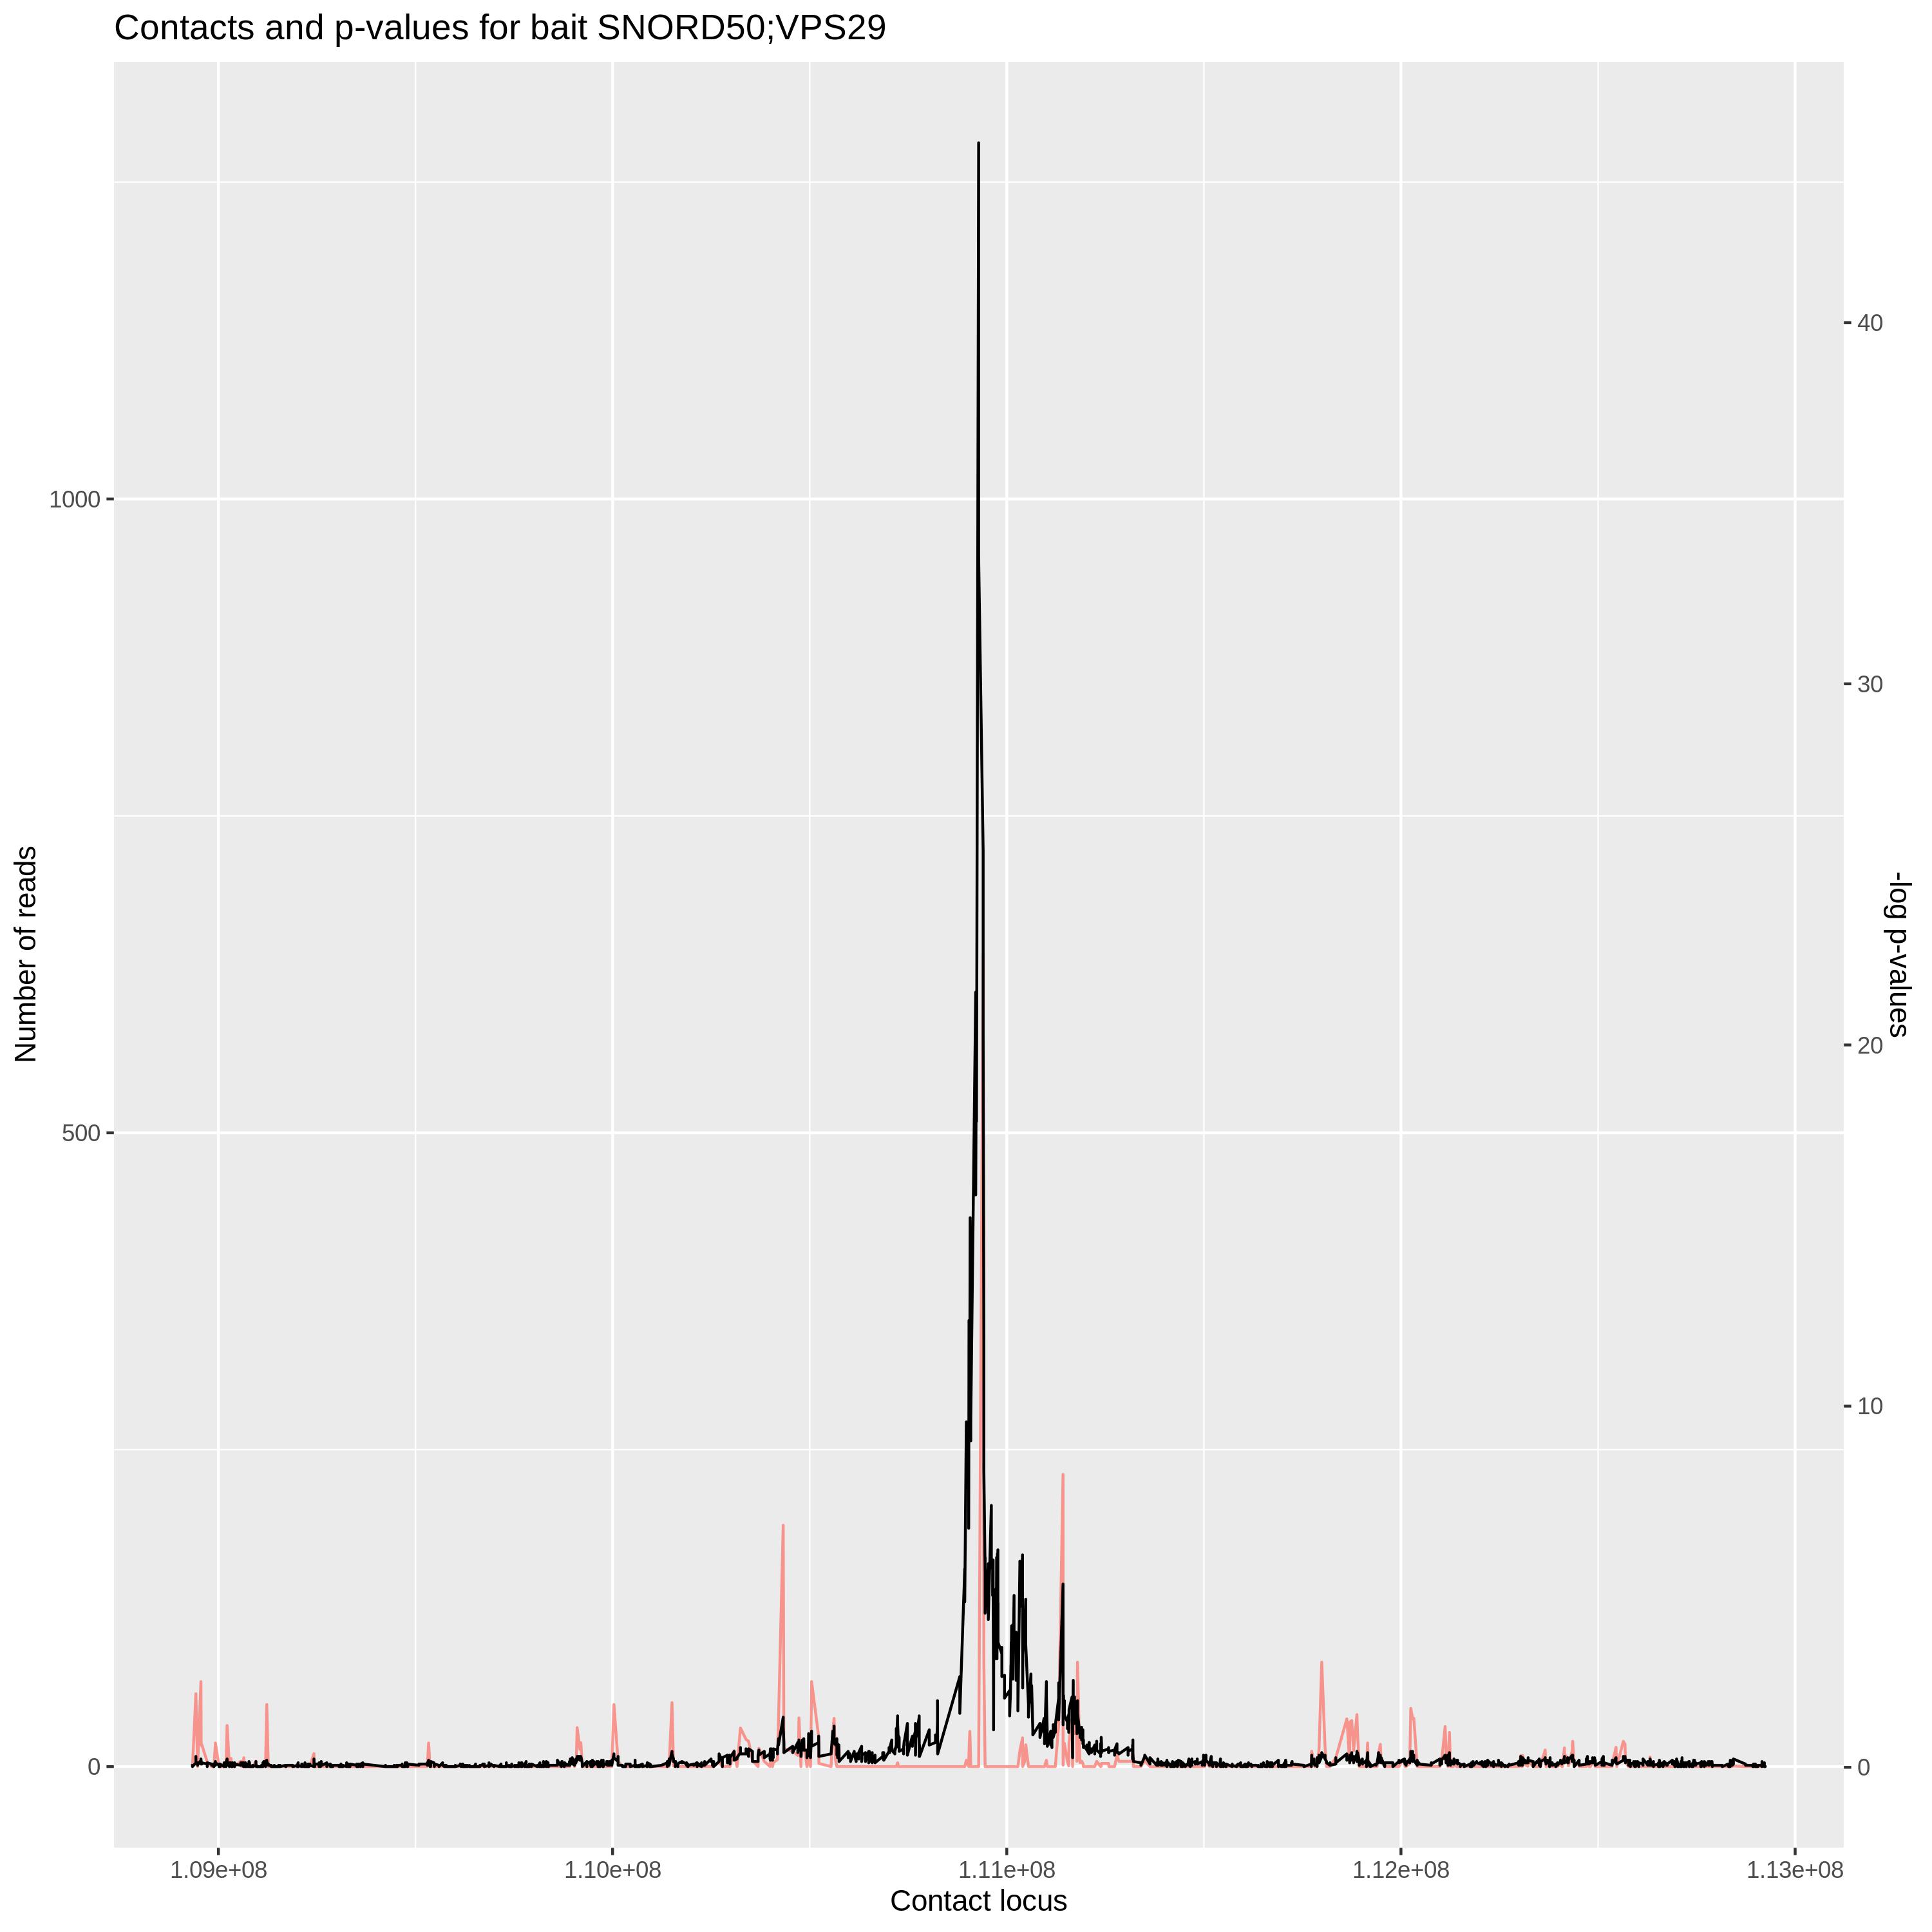 Contacts and p-values for bait SNORD50;VPS29
Number of reads
1000
500
0
40
30
20
10
0
-log p-values
1.09e+08 1.10e+08 1.11e+08 1.12e+08 1.13e+08
Contact locus